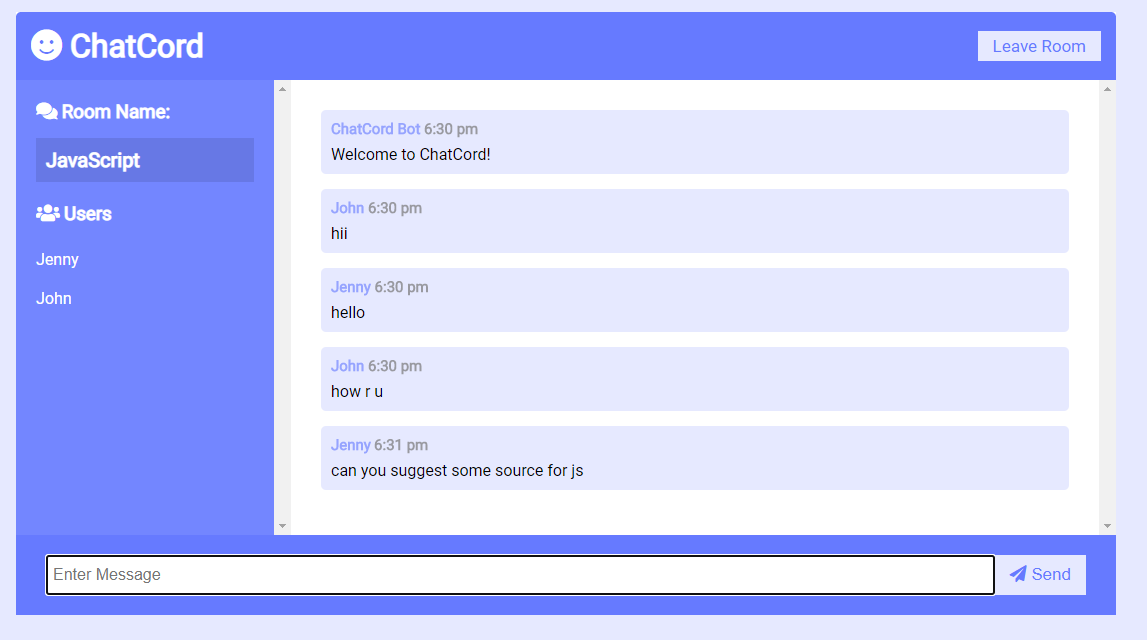 ChatCord
Leave Room
Room Name:
JavaScript
Users
Jenny
John
ChatCord Bot 6:30 pm
Welcome to ChatCord!
John 6:30 pm
hii
Jenny 6:30 pm
hello
John 6:30 pm
how r u
Jenny 6:31 pm
can you suggest some source for js
Enter Message
Send